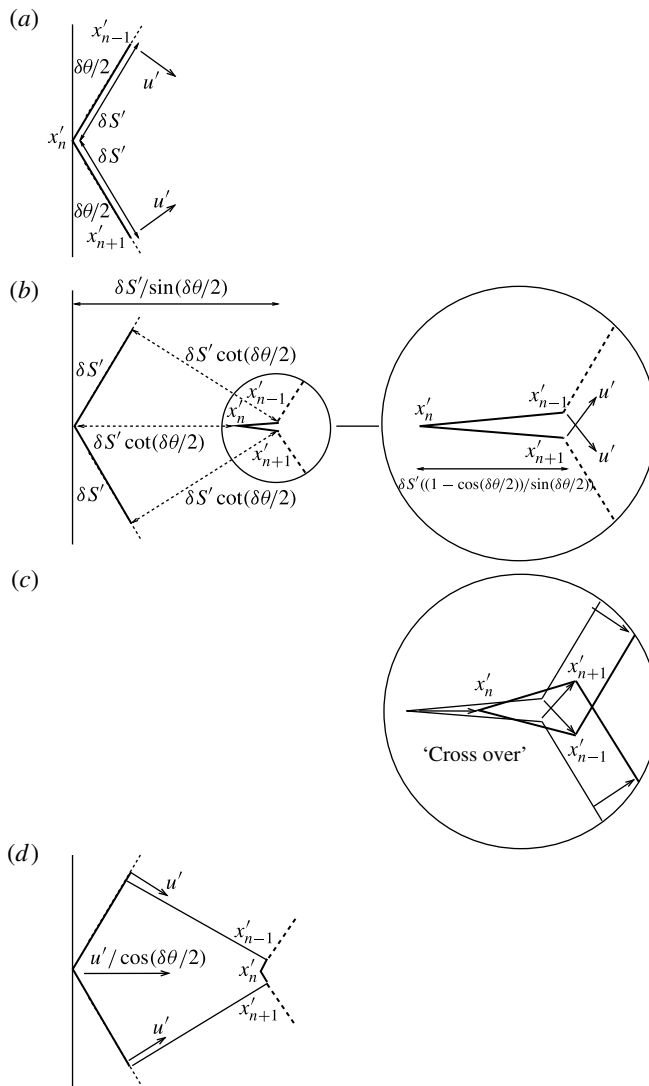 (a)
x′n−1
δθ/2
u′
δS′
x′n
δS′
δθ/2
u′
x′n+1
(b)
δS′/sin(δθ/2)
δS′
δS′ cot(δθ/2)
x′n−1
x′n
δS′ cot(δθ/2)
x′n+1
δS′
δS′ cot(δθ/2)
x′n
x′n−1
u′
x′n+1
u′
δS′((1 − cos(δθ/2))/sin(δθ/2))
(c)
x′n
x′n+1
‘Cross over’
x′n−1
(d)
u′
x′n−1
u′/cos(δθ/2)
x′n
x′n+1
u′